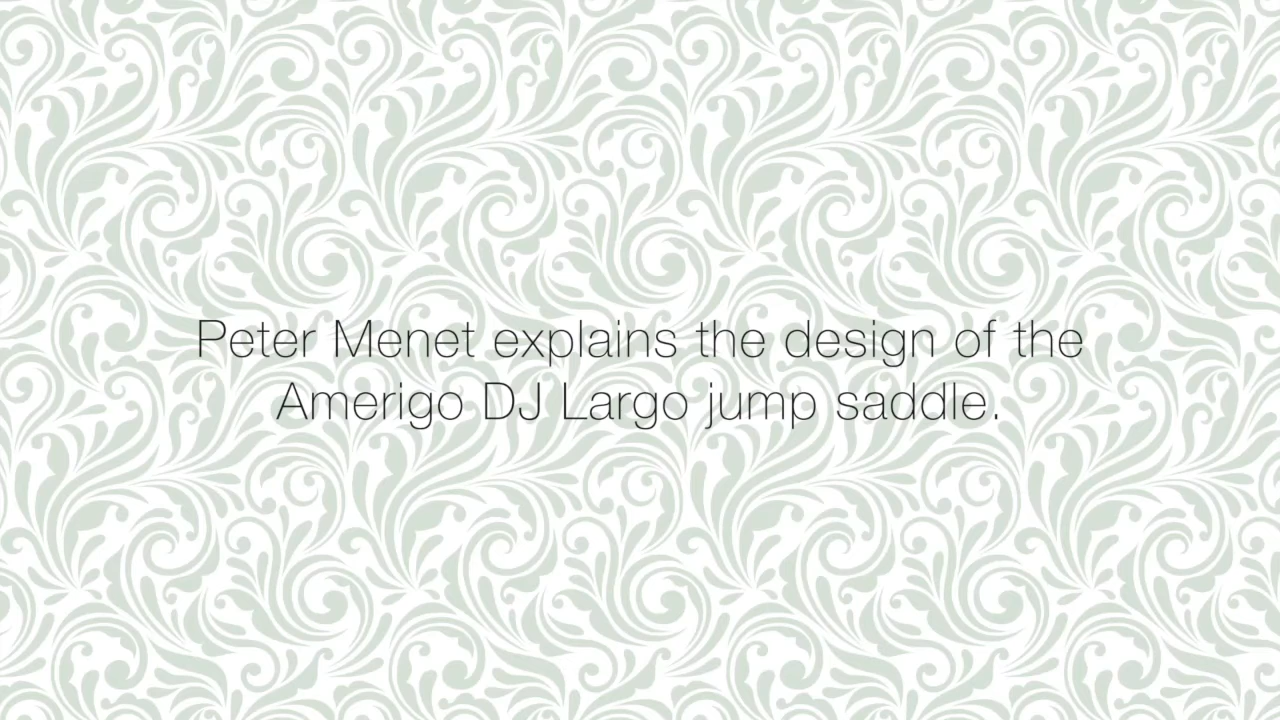 Peter Menet explains the design of the
Amerigo DJ Largo jump saddle.